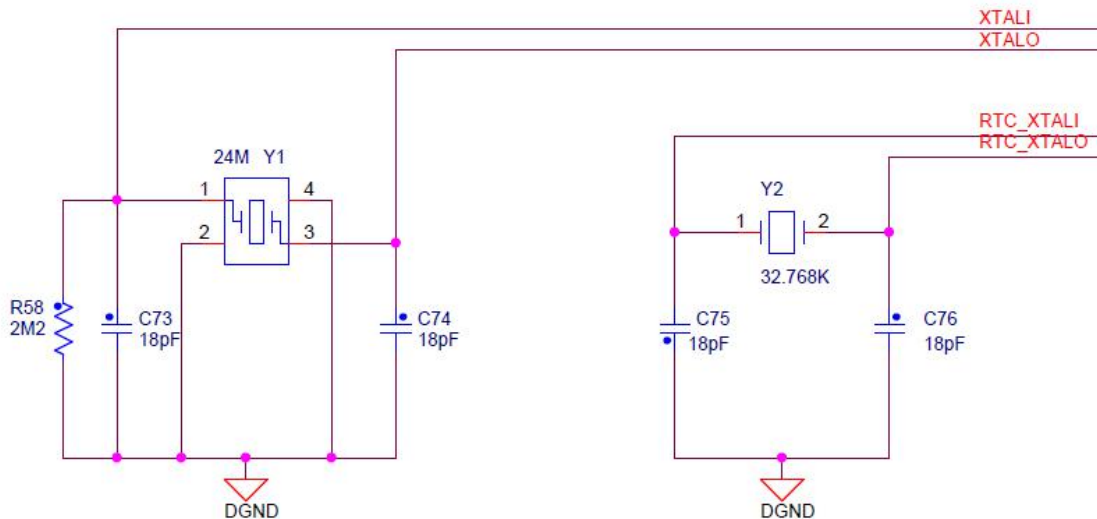 XTALI
XTALO
RTC_XTALI
RTC_XTALO
24M Y1
1 4
2 3
Y2
1 2
32.768K
R58
2M2
C73
18pF
C74
18pF
C75
18pF
C76
18pF
DGND
DGND